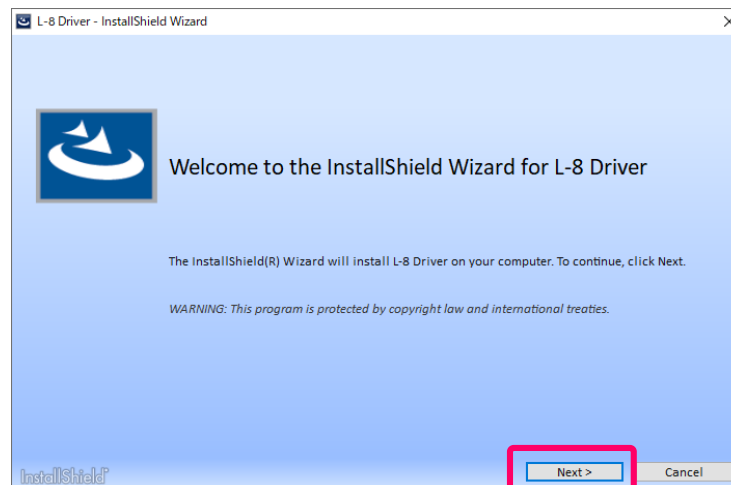 L-8 Driver - InstallShield Wizard
Welcome to the InstallShield Wizard for L-8 Driver
The InstallShield(R) Wizard will install L-8 Driver on your computer. To continue, click Next.
WARNING: This program is protected by copyright law and international treaties.
InstallShield
Next >
Cancel